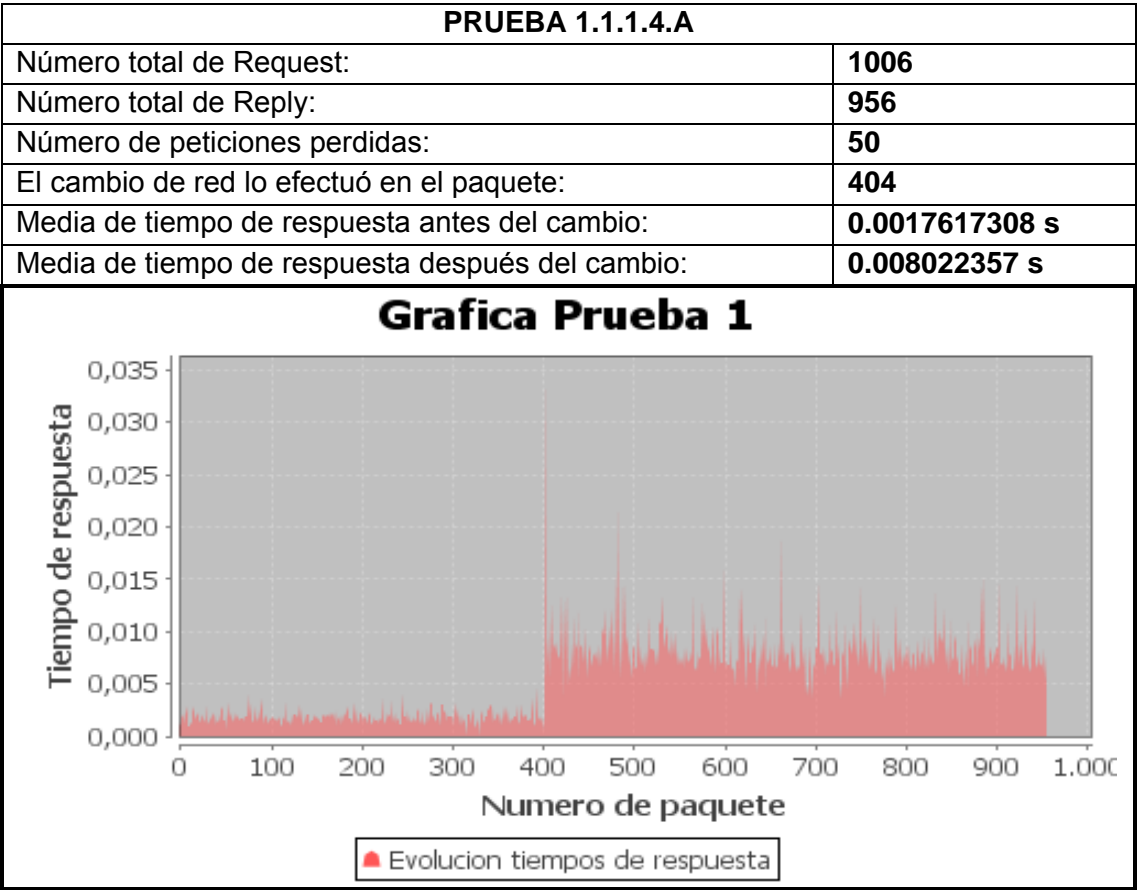 PRUEBA 1.1.1.4.A
Número total de Request: 1006
Número total de Reply: 956
Número de peticiones perdidas: 50
El cambio de red lo efectuó en el paquete: 404
Media de tiempo de respuesta antes del cambio: 0.0017617308 s
Media de tiempo de respuesta después del cambio: 0.008022357 s
Grafica Prueba 1
Tiempo de respuesta
0,035
0,030
0,025
0,020
0,015
0,010
0,005
0,000
0 100 200 300 400 500 600 700 800 900 1.000
Numero de paquete
Evolucion tiempos de respuesta